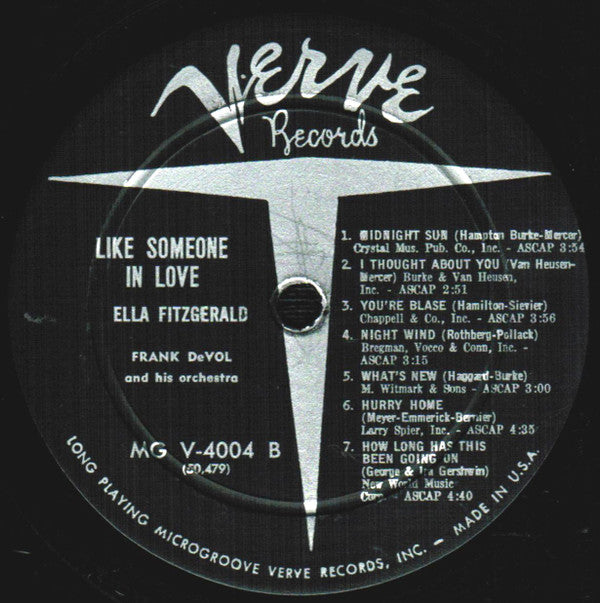 Verve
Records
LIKE SOMEONE
IN LOVE
ELLA FITZGERALD
FRANK DeVOL
and his orchestra
MG V-4004 B
(50,479)
1. MIDNIGHT SUN (Hampton Burke-Mercer)
Crystal Mus. Pub. Co., Inc. - ASCAP 3:54
2. I THOUGHT ABOUT YOU (Van Heusen-
Mercer) Burke & Van Heusen,
Inc. - ASCAP 2:51
3. YOU'RE BLASE (Hamilton-Sievier)
Chappell & Co., Inc. - ASCAP 3:56
4. NIGHT WIND (Rothberg-Pollack)
Bregman, Vocco & Conn, Inc. -
ASCAP 3:15
5. WHAT'S NEW (Haggard-Burke)
M. Witmark & Sons - ASCAP 3:00
6. HURRY HOME
(Meyer-Emmerick-Bernier)
Larry Spier, Inc. - ASCAP 4:35
7. HOW LONG HAS THIS
BEEN GOING ON
(George & Ira Gershwin)
New World Music
Corp. - ASCAP 4:40
LONG PLAYING MICROGROOVE VERVE RECORDS, INC. - MADE IN U.S.A.